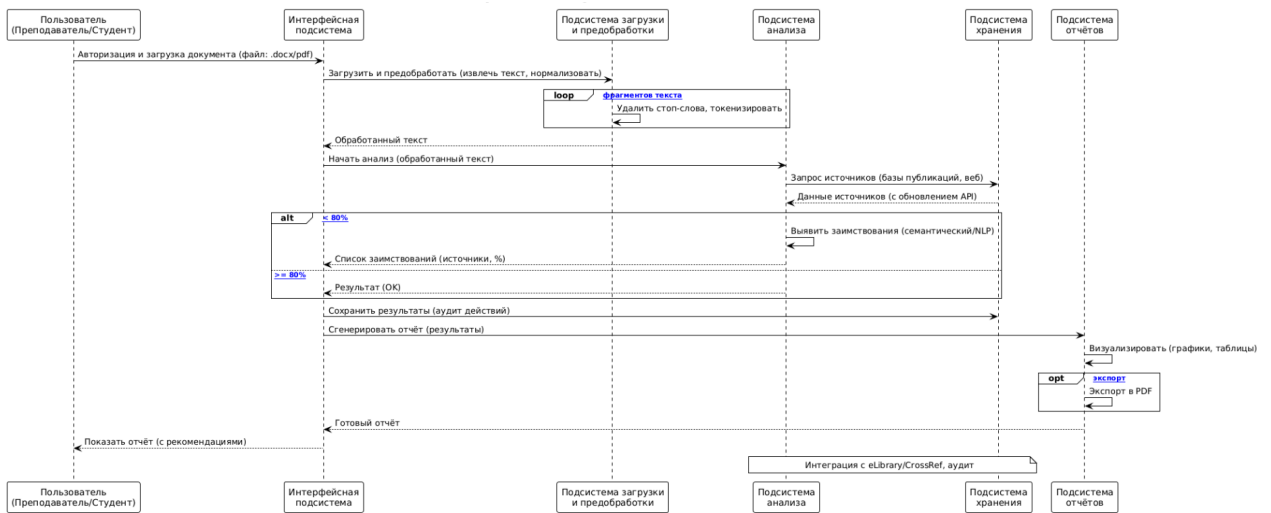 Пользователь
(Преподаватель/Студент)
Интерфейсная
подсистема
Подсистема загрузки
и предобработки
Подсистема
анализа
Подсистема
хранения
Подсистема
отчётов
Авторизация и загрузка документа (файл: .docx/pdf)
Загрузить и предобработать (извлечь текст, нормализовать)
loop
фрагментов текста
Удалить стоп-слова, токенизировать
Обработанный текст
Начать анализ (обработанный текст)
Запрос источников (базы публикаций, веб)
Данные источников (с обновлением API)
alt
< 80%
Выявить заимствования (семантический/NLP)
Список заимствований (источники, %)
>= 80%
Результат (OK)
Сохранить результаты (аудит действий)
Сгенерировать отчёт (результаты)
Визуализировать (графики, таблицы)
opt
экспорт
Экспорт в PDF
Готовый отчёт
Показать отчёт (с рекомендациями)
Интеграция с eLibrary/CrossRef, аудит
Пользователь
(Преподаватель/Студент)
Интерфейсная
подсистема
Подсистема загрузки
и предобработки
Подсистема
анализа
Подсистема
хранения
Подсистема
отчётов